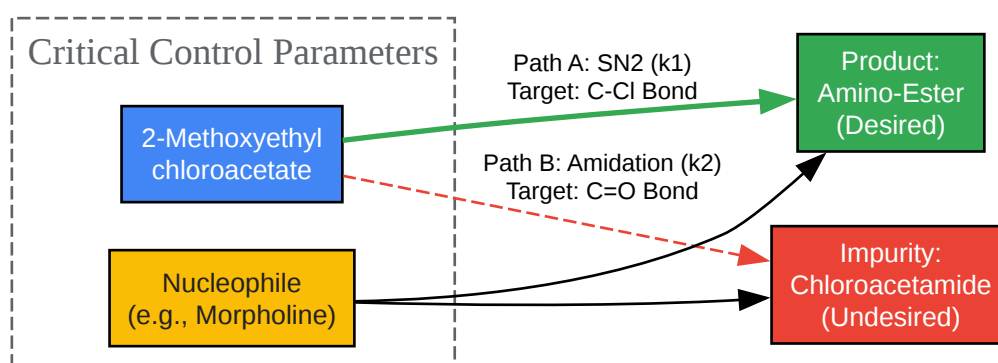 Critical Control Parameters
2-Methoxyethyl
chloroacetate
Nucleophile
(e.g., Morpholine)
Path A: SN2 (k1)
Target: C-Cl Bond
Path B: Amidation (k2)
Target: C=O Bond
Product:
Amino-Ester
(Desired)
Impurity:
Chloroacetamide
(Undesired)